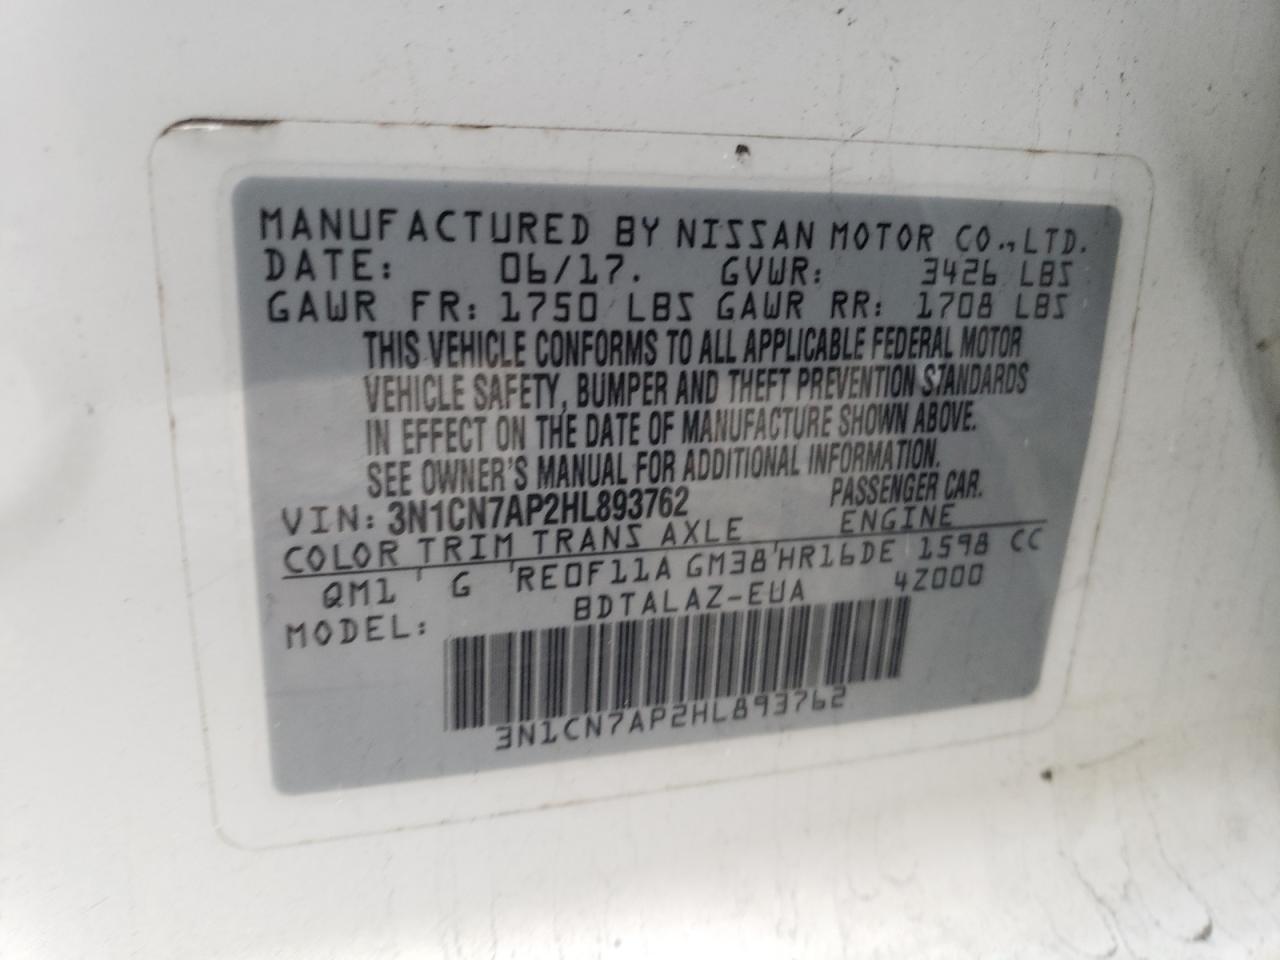 MANUFACTURED BY NISSAN MOTOR CO.,LTD.
DATE: 06/17. GVWR: 3426 LBS
GAWR FR: 1750 LBS GAWR RR: 1708 LBS
THIS VEHICLE CONFORMS TO ALL APPLICABLE FEDERAL MOTOR
VEHICLE SAFETY, BUMPER AND THEFT PREVENTION STANDARDS
IN EFFECT ON THE DATE OF MANUFACTURE SHOWN ABOVE.
SEE OWNER'S MANUAL FOR ADDITIONAL INFORMATION.
VIN: 3N1CN7AP2HL893762 PASSENGER CAR.
COLOR TRIM TRANS AXLE ENGINE
QM1 G RE0F11A GM38 HR16DE 1598 CC
MODEL: BDTALAZ-EUA 4Z000
3N1CN7AP2HL893762